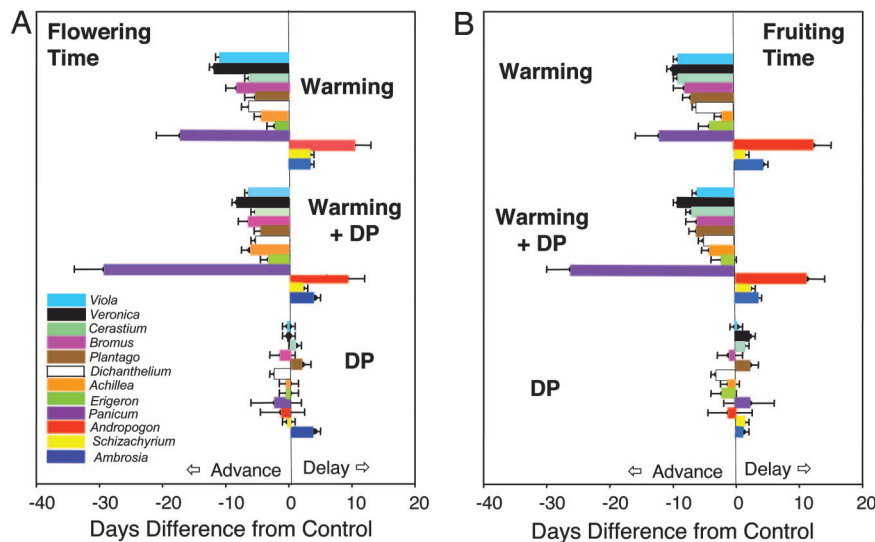 A
Flowering
Time
Warming
Warming
+ DP
DP
Viola
Veronica
Cerastium
Bromus
Plantago
Dichanthelium
Achillea
Erigeron
Panicum
Andropogon
Schizachyrium
Ambrosia
⇦ Advance
Delay ⇨
-40 -30 -20 -10 0 10 20
Days Difference from Control
B
Fruiting
Time
Warming
Warming
+ DP
DP
⇦ Advance
Delay ⇨
-40 -30 -20 -10 0 10 20
Days Difference from Control